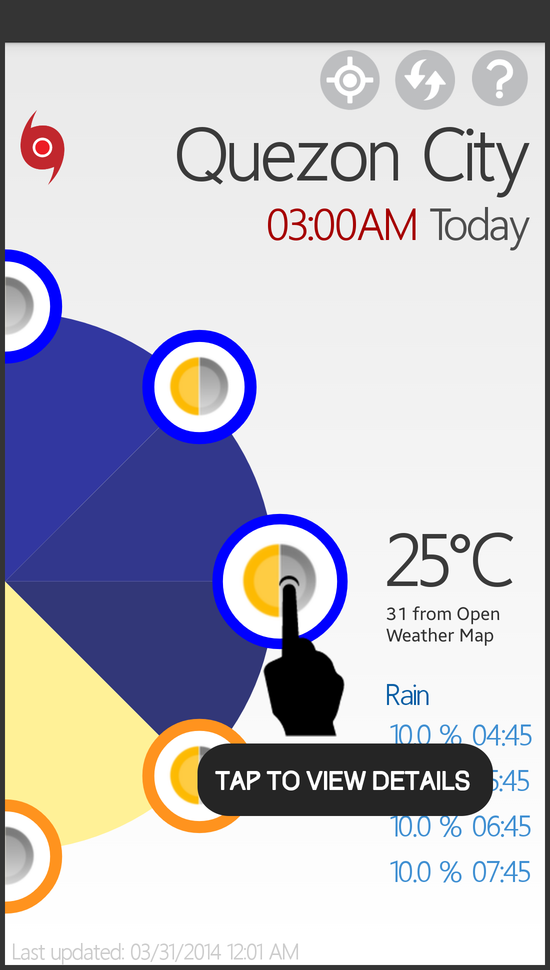 ?
Quezon City
03:00AM Today
25°C
31 from Open
Weather Map
Rain
10.0 % 04:45
TAP TO VIEW DETAILS
5:45
10.0 % 06:45
10.0 % 07:45
Last updated: 03/31/2014 12:01 AM